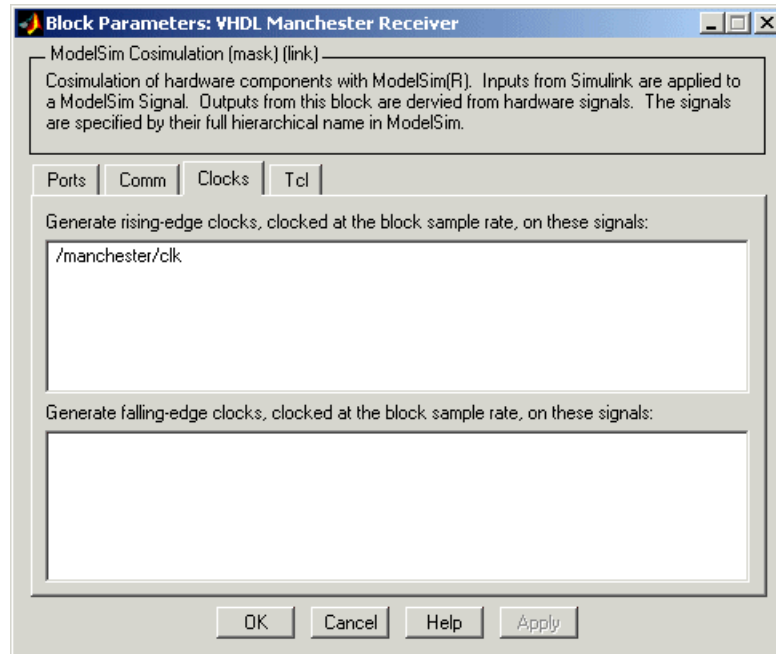 Block Parameters: VHDL Manchester Receiver
ModelSim Cosimulation (mask) (link)
Cosimulation of hardware components with ModelSim(R).  Inputs from Simulink are applied to
a ModelSim Signal.  Outputs from this block are dervied from hardware signals.  The signals
are specified by their full hierarchical name in ModelSim.
Ports Comm Clocks Tcl
Generate rising-edge clocks, clocked at the block sample rate, on these signals:
/manchester/clk
Generate falling-edge clocks, clocked at the block sample rate, on these signals:
OK Cancel Help Apply